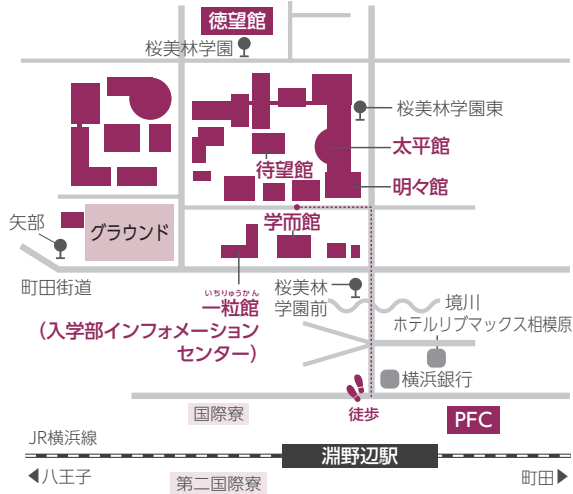 徳望館
桜美林学園
桜美林学園東
太平館
待望館
明々館
矢部
グラウンド
学而館
町田街道
いちりゅうかん
一粒館
(入学部インフォメーション
センター)
桜美林
学園前
境川
ホテルリブマックス相模原
横浜銀行
徒歩
国際寮
PFC
JR横浜線
淵野辺駅
八王子
第二国際寮
町田